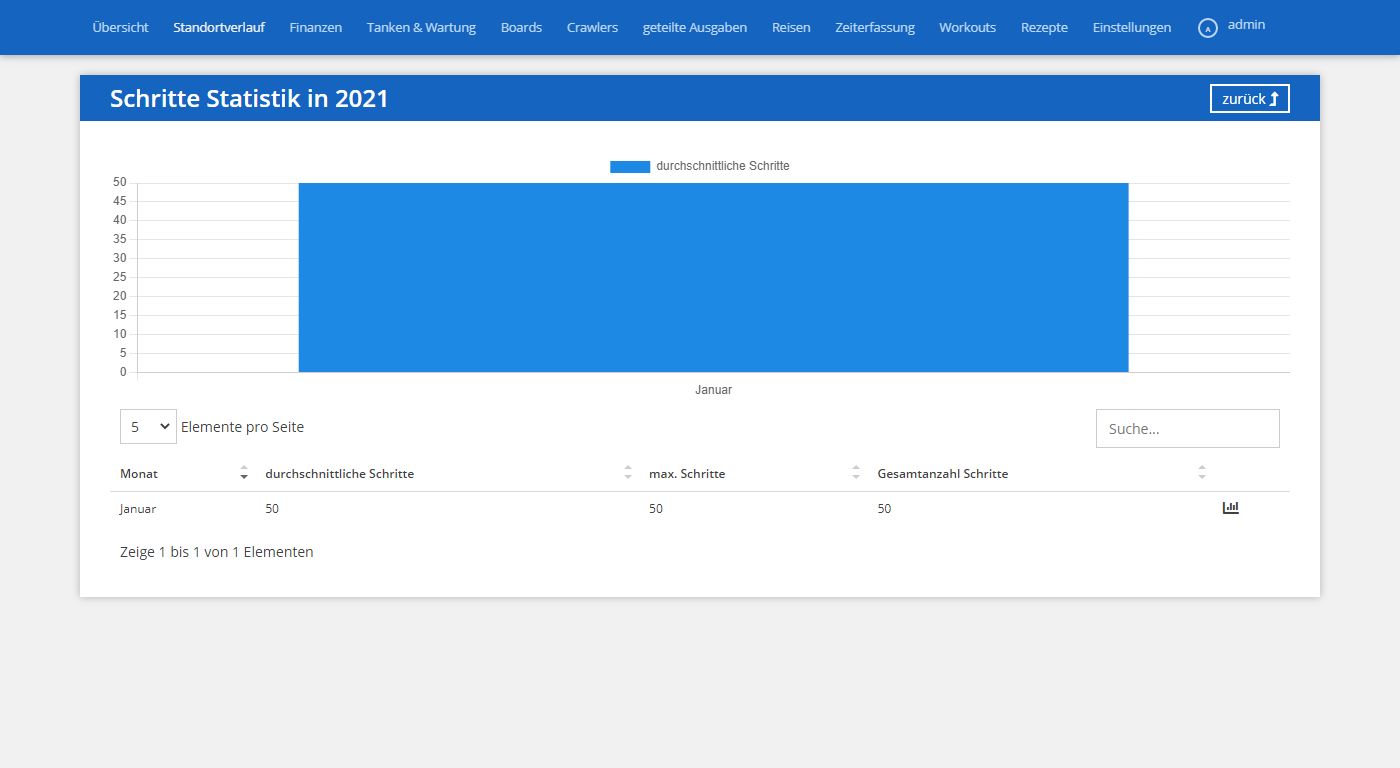 Übersicht Standortverlauf Finanzen Tanken & Wartung Boards Crawlers geteilte Ausgaben Reisen Zeiterfassung Workouts Rezepte Einstellungen A admin
Schritte Statistik in 2021 zurück
durchschnittliche Schritte
50
45
40
35
30
25
20
15
10
5
0
Januar
5 Elemente pro Seite Suche...
Monat durchschnittliche Schritte max. Schritte Gesamtanzahl Schritte
Januar 50 50 50
Zeige 1 bis 1 von 1 Elementen